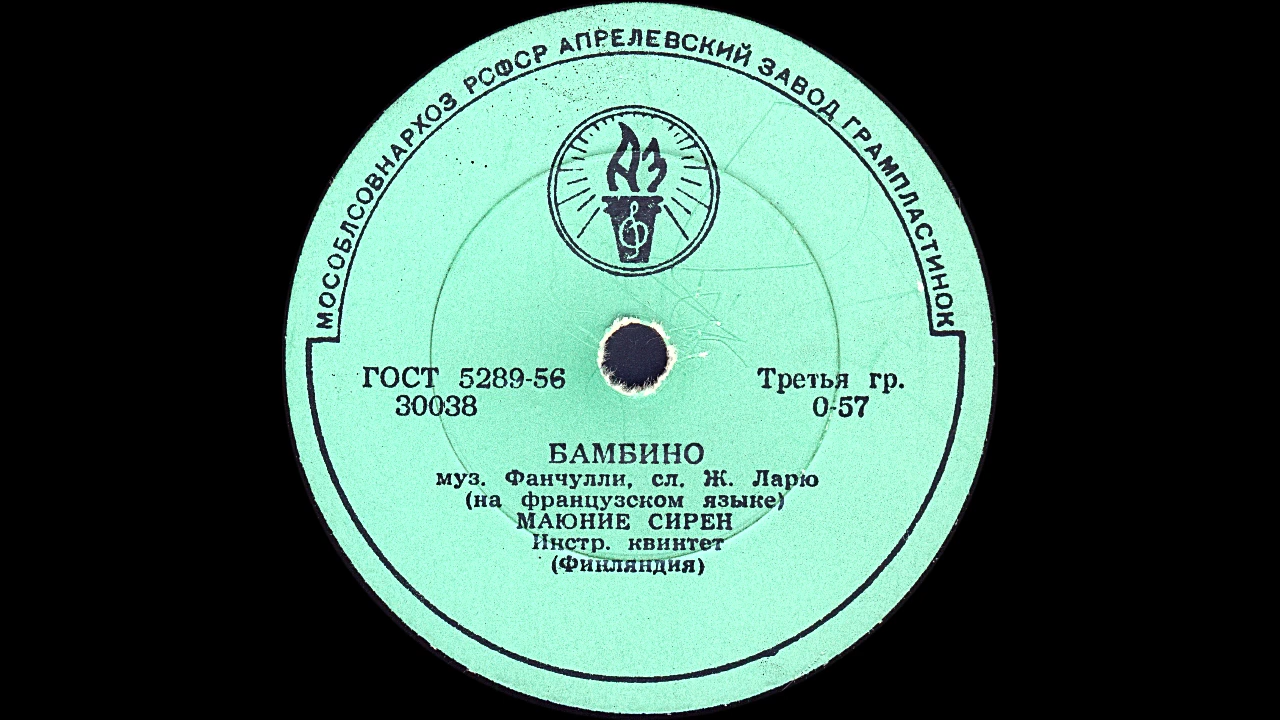 МОСОБЛСОВНАРХОЗ РСФСР АПРЕЛЕВСКИЙ ЗАВОД ГРАМПЛАСТИНОК
АЗ
ГОСТ 5289-56
30038
Третья гр.
0-57
БАМБИНО
муз. Фанчулли, сл. Ж. Ларю
(на французском языке)
МАЮНИЕ СИРЕН
Инстр. квинтет
(Финляндия)